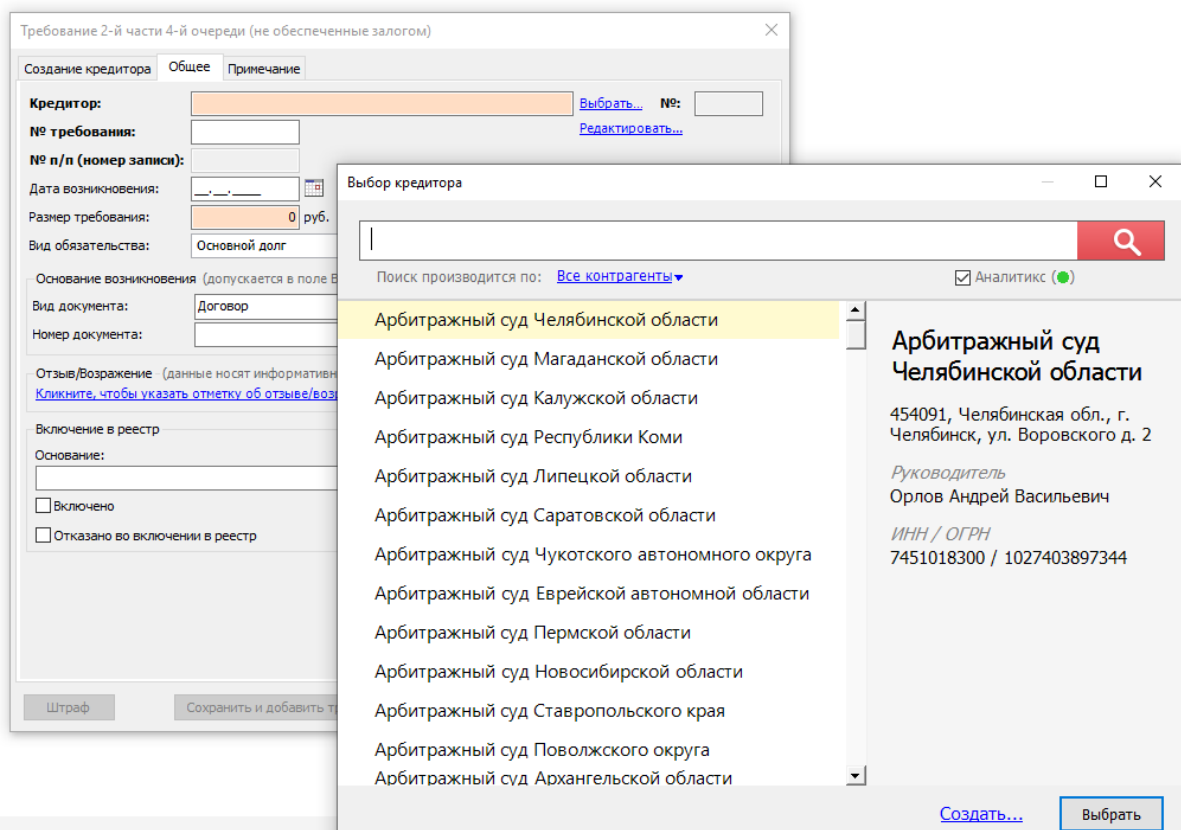 Требование 2-й части 4-й очереди (не обеспеченные залогом)
Создание кредитора Общее Примечание
Кредитор: Выбрать... №:
№ требования: Редактировать...
№ п/п (номер записи):
Дата возникновения: __.__.____
Размер требования: 0 руб.
Вид обязательства: Основной долг
Основание возникновения (допускается в поле
Вид документа: Договор
Номер документа:
Отзыв/Возражение (данные носят
Кликните, чтобы указать отметку об
Включение в реестр
Основание:
Включено
Отказано во включении в реестр
Штраф Сохранить и добавить
Выбор кредитора
Поиск производится по: Все контрагенты Аналитикс ( )
Арбитражный суд Челябинской области
Арбитражный суд Магаданской области
Арбитражный суд Калужской области
Арбитражный суд Республики Коми
Арбитражный суд Липецкой области
Арбитражный суд Саратовской области
Арбитражный суд Чукотского автономного округа
Арбитражный суд Еврейской автономной области
Арбитражный суд Пермской области
Арбитражный суд Новосибирской области
Арбитражный суд Ставропольского края
Арбитражный суд Поволжского округа
Арбитражный суд Архангельской области
Арбитражный суд
Челябинской области
454091, Челябинская обл., г.
Челябинск, ул. Воровского д. 2
Руководитель
Орлов Андрей Васильевич
ИНН / ОГРН
7451018300 / 1027403897344
Создать... Выбрать